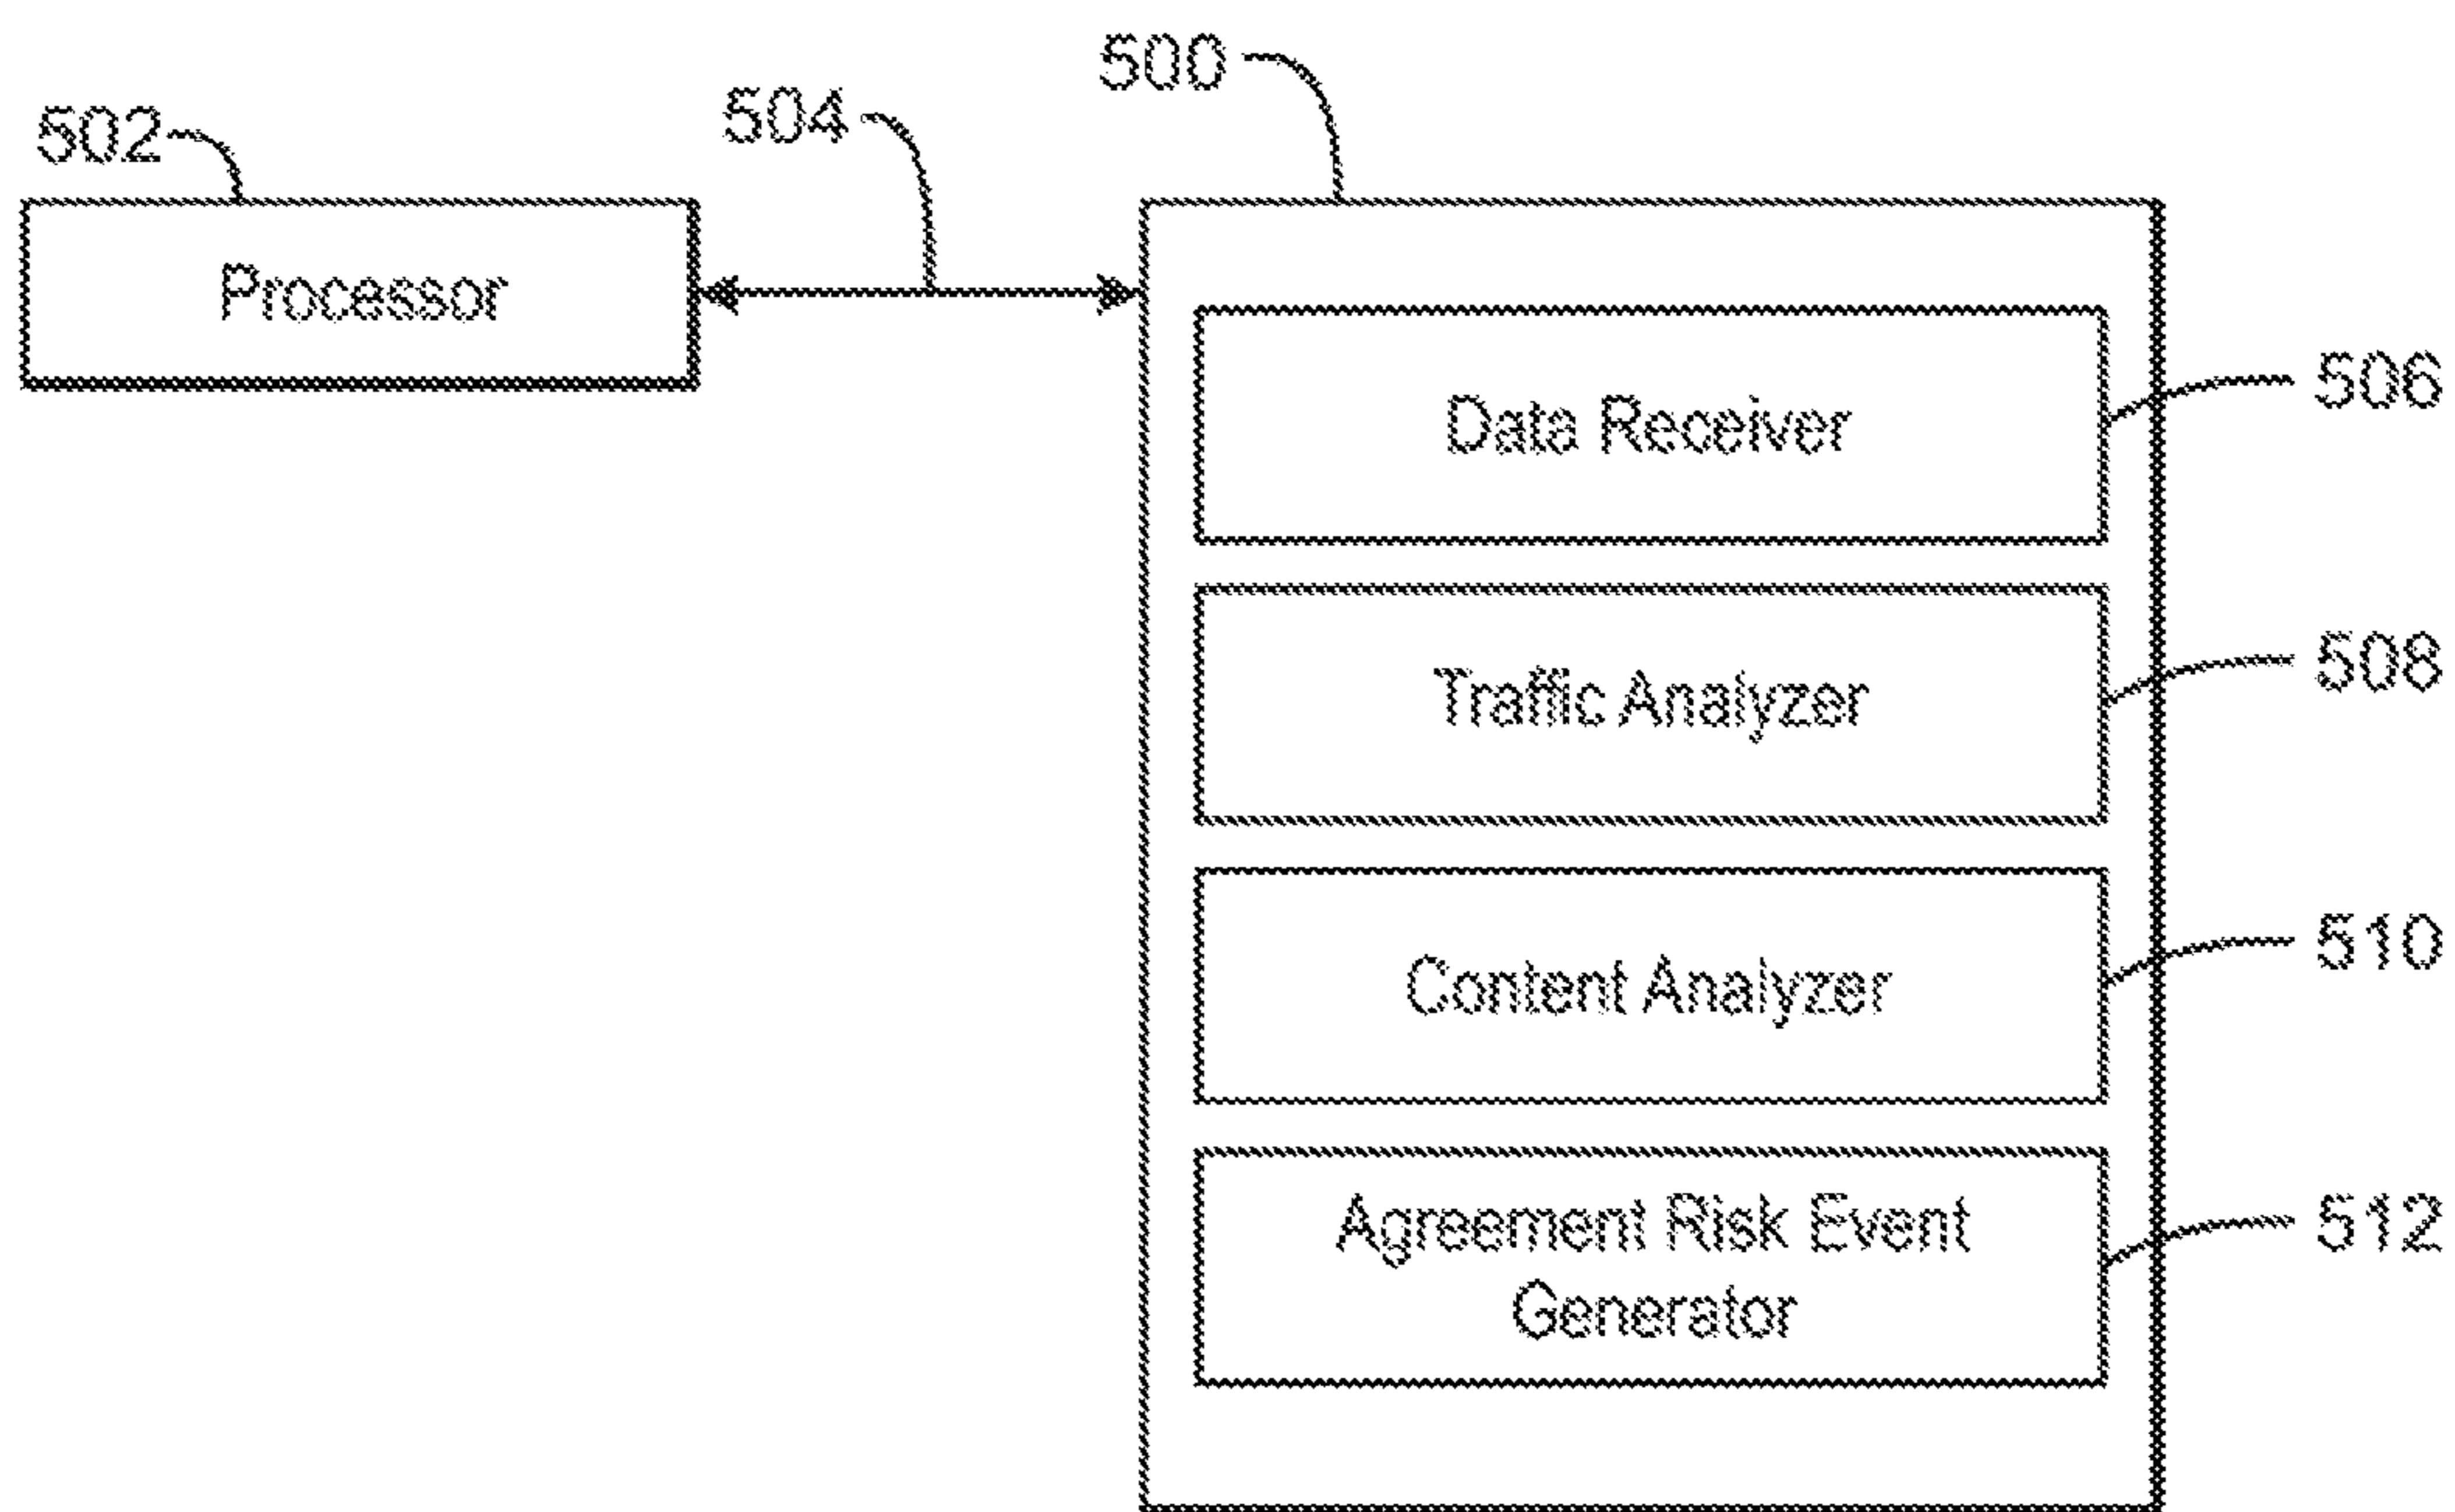 500
504
502
Processor
Data Receiver
506
Traffic Analyzer
508
Content Analyzer
510
Agreement Risk Event
Generator
512